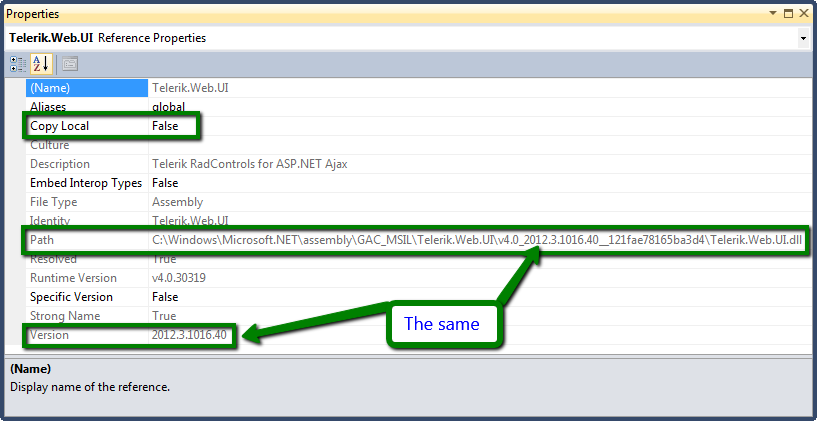 Properties
Telerik.Web.UI Reference Properties
(Name) Telerik.Web.UI
Aliases global
Copy Local False
Culture
Description Telerik RadControls for ASP.NET Ajax
Embed Interop Types False
File Type Assembly
Identity Telerik.Web.UI
Path C:\Windows\Microsoft.NET\assembly\GAC_MSIL\Telerik.Web.UI\v4.0_2012.3.1016.40__121fae78165ba3d4\Telerik.Web.UI.dll
Resolved True
Runtime Version v4.0.30319
Specific Version False
Strong Name True
The same
Version 2012.3.1016.40
(Name)
Display name of the reference.